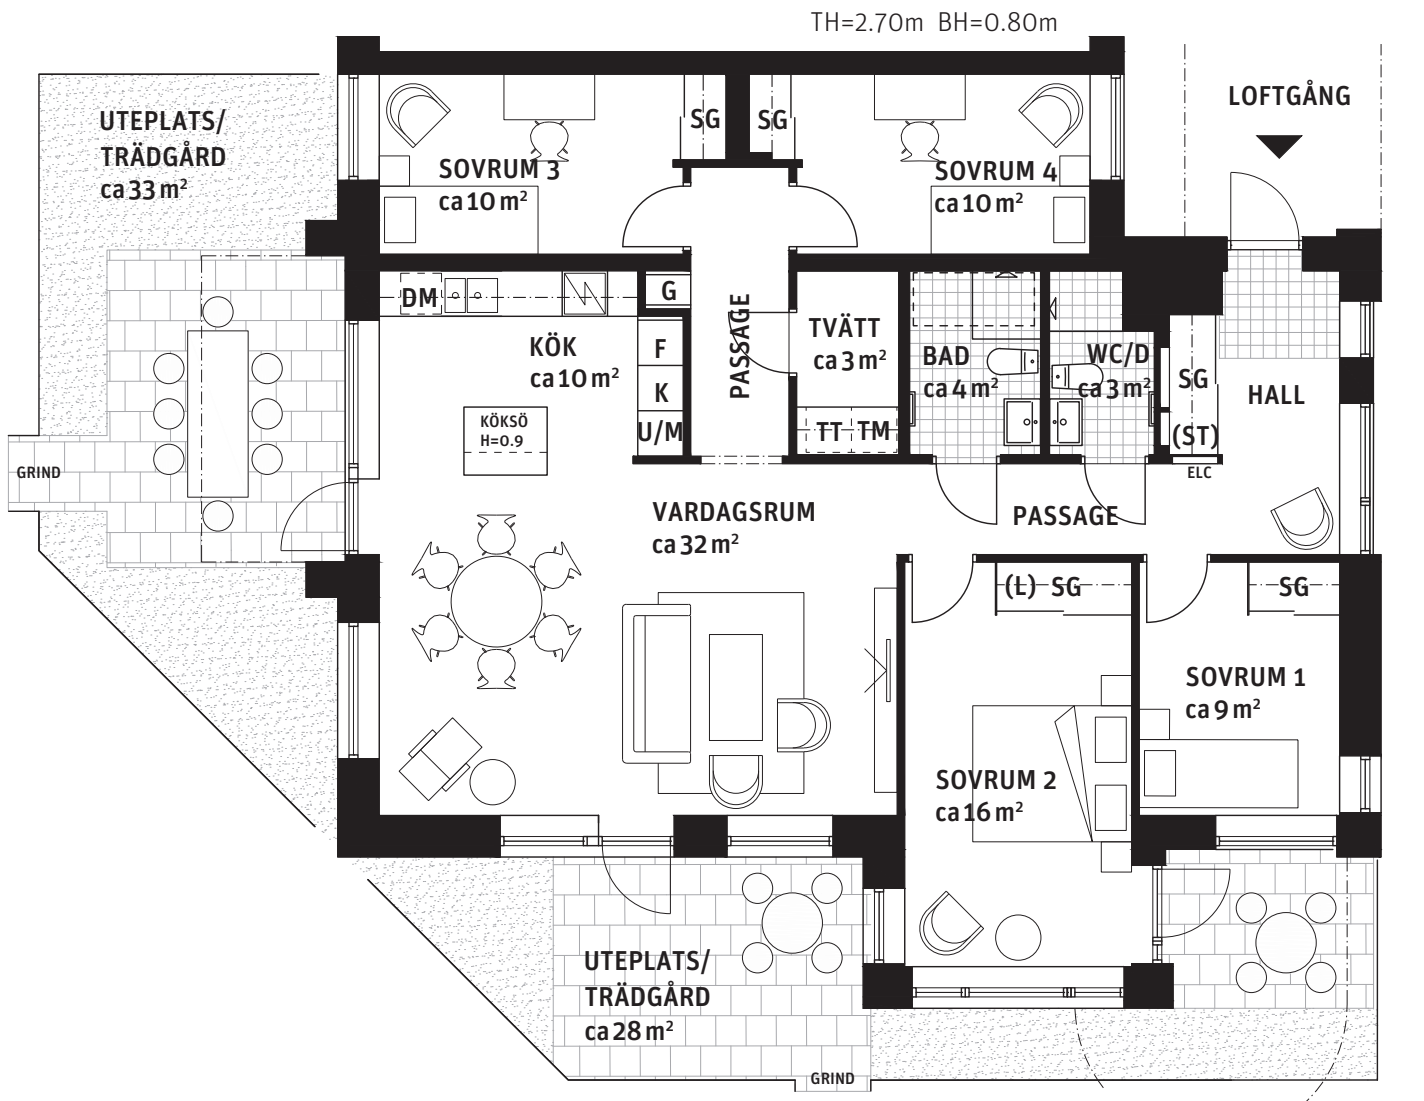 TH=2.70m BH=0.80m
LOFTGÅNG
UTEPLATS/
TRÄDGÅRD
ca 33 m²
SG
SG
SOVRUM 3
ca 10 m²
SOVRUM 4
ca 10 m²
DM
G
PASSAGE
TVÄTT
ca 3 m²
KÖK
ca 10 m²
F
K
U/M
BAD
ca 4 m²
WC/D
ca 3 m²
SG
HALL
KÖKSÖ
H=0.9
TT
TM
(ST)
ELC
GRIND
VARDAGSRUM
ca 32 m²
PASSAGE
(L) SG
SG
SOVRUM 1
ca 9 m²
SOVRUM 2
ca 16 m²
UTEPLATS/
TRÄDGÅRD
ca 28 m²
GRIND